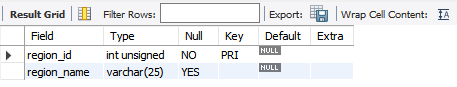 Result Grid Filter Rows: Export: Wrap Cell Content: IA
Field Type Null Key Default Extra
region_id int unsigned NO PRI NULL
region_name varchar(25) YES NULL